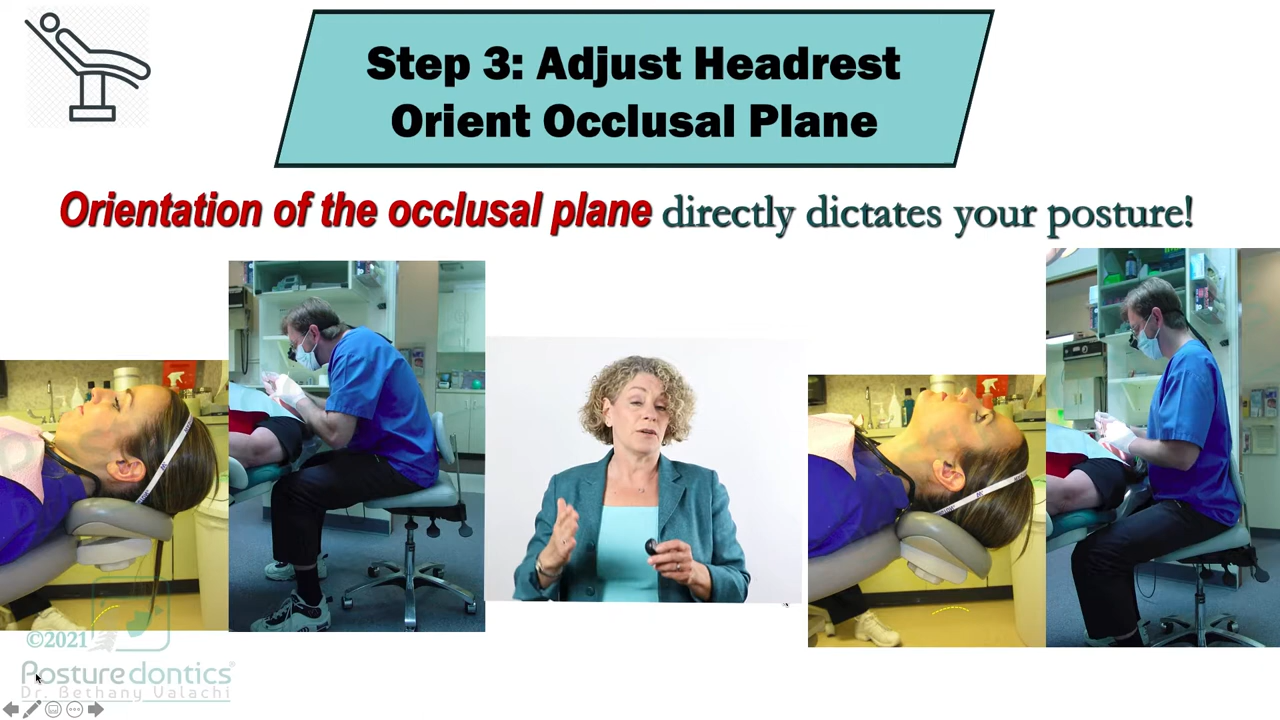 Step 3: Adjust Headrest
Orient Occlusal Plane
Orientation of the occlusal plane directly dictates your posture!
©2021
Posturedontics®
Dr. Bethany Valachi